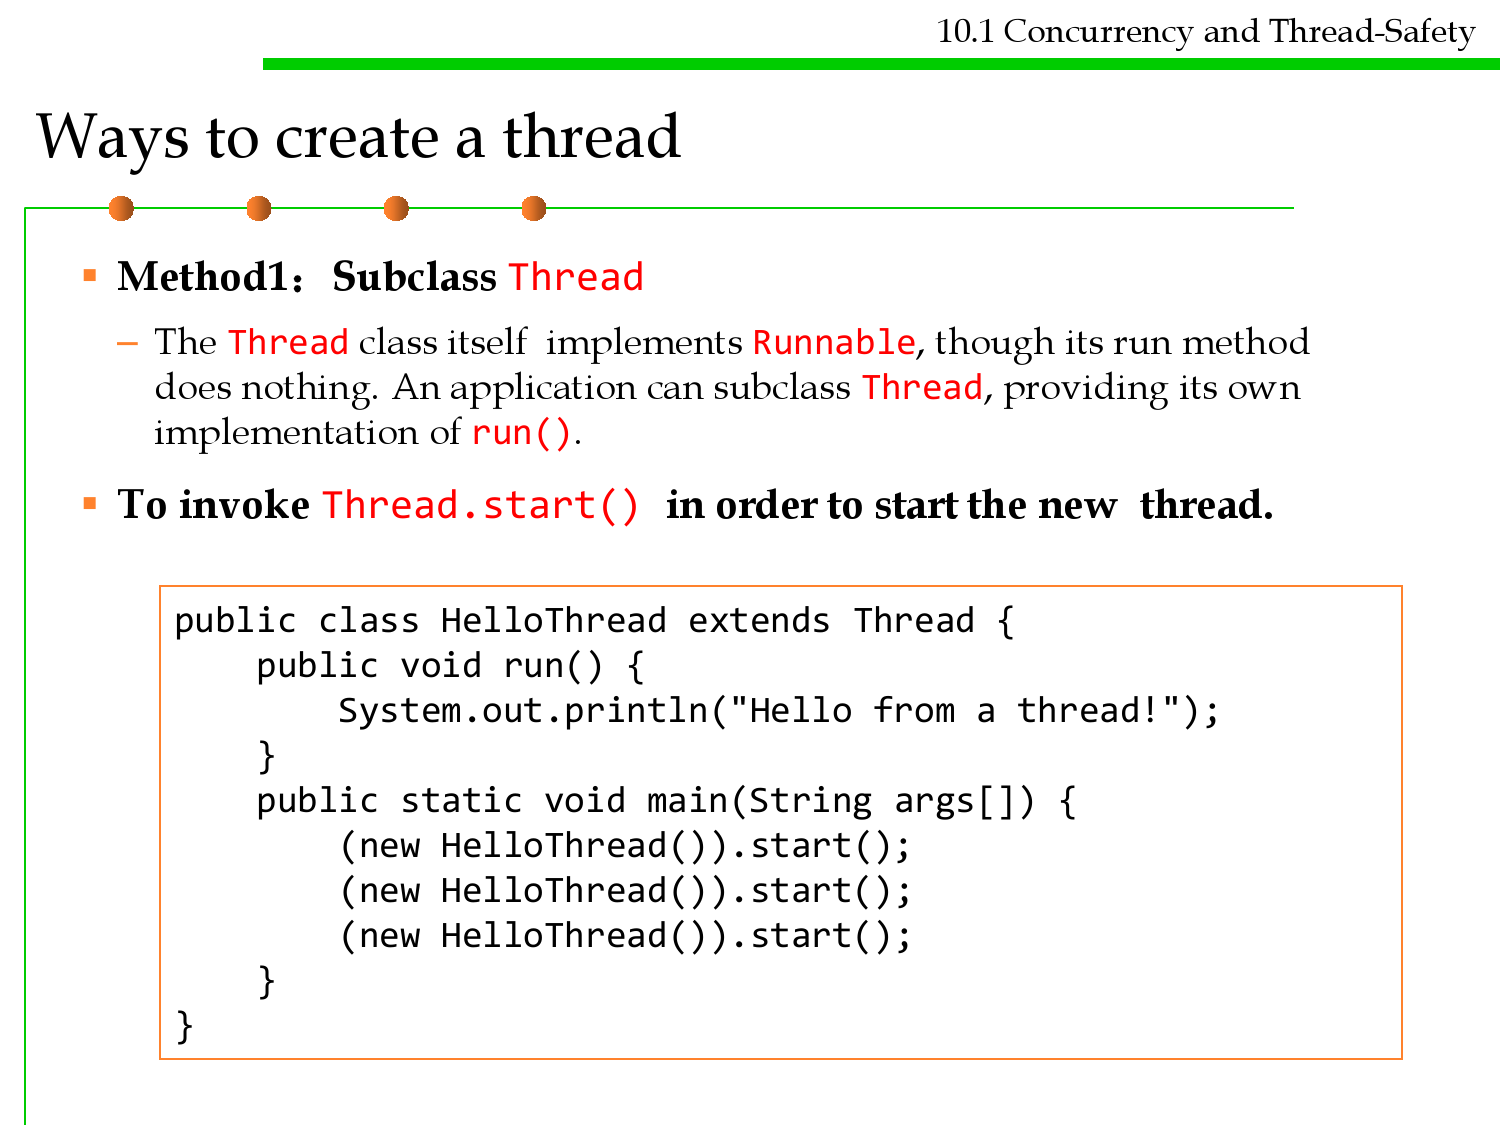 10.1 Concurrency and Thread-Safety
Ways to create a thread
Method1： Subclass Thread
– The Thread class itself implements Runnable, though its run method
does nothing. An application can subclass Thread, providing its own
implementation of run().
To invoke Thread.start() in order to start the new thread.
public class HelloThread extends Thread {
    public void run() {
        System.out.println("Hello from a thread!");
    }
    public static void main(String args[]) {
        (new HelloThread()).start();
        (new HelloThread()).start();
        (new HelloThread()).start();
    }
}